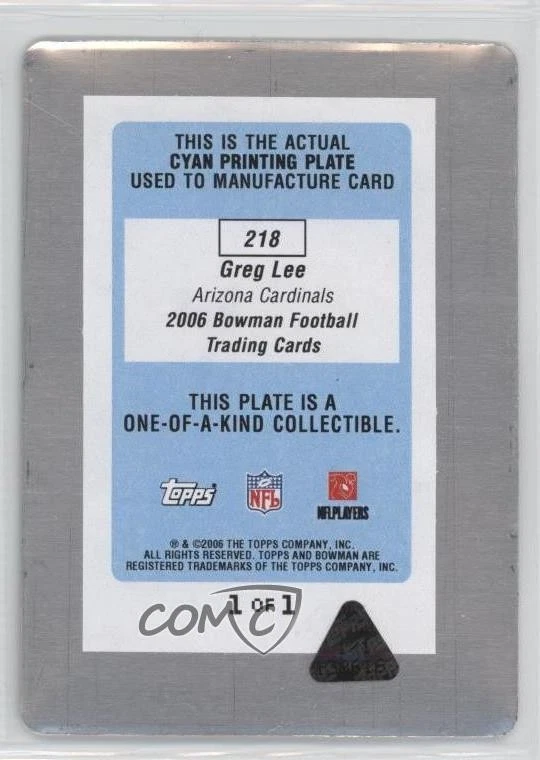 THIS IS THE ACTUAL
CYAN PRINTING PLATE
USED TO MANUFACTURE CARD
218
Greg Lee
Arizona Cardinals
2006 Bowman Football
Trading Cards
THIS PLATE IS A
ONE-OF-A-KIND COLLECTIBLE.
TOPPS NFL NFLPLAYERS
® & ©2006 THE TOPPS COMPANY, INC.
ALL RIGHTS RESERVED. TOPPS AND BOWMAN ARE
REGISTERED TRADEMARKS OF THE TOPPS COMPANY, INC.
1 OF 1
COMC